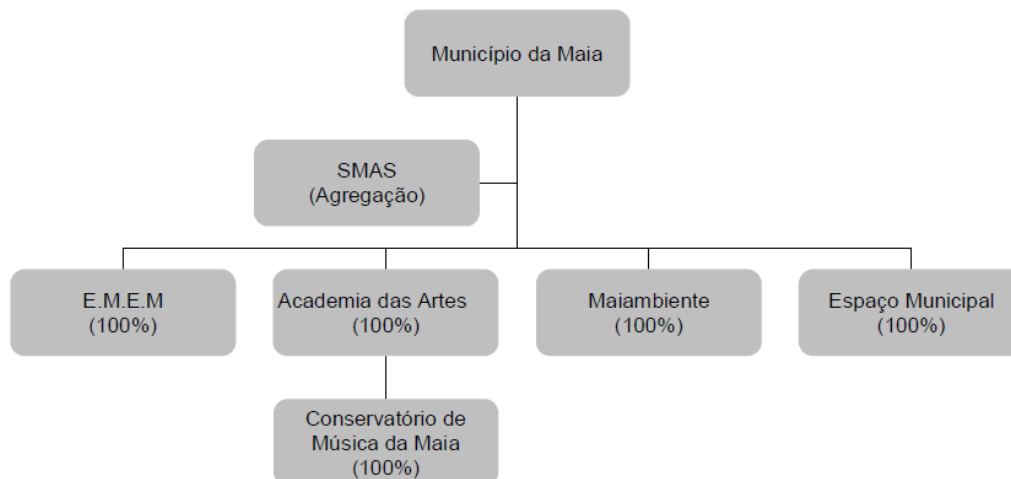 Município da Maia
SMAS
(Agregação)
E.M.E.M
(100%)
Academia das Artes
(100%)
Maiambiente
(100%)
Espaço Municipal
(100%)
Conservatório de
Música da Maia
(100%)